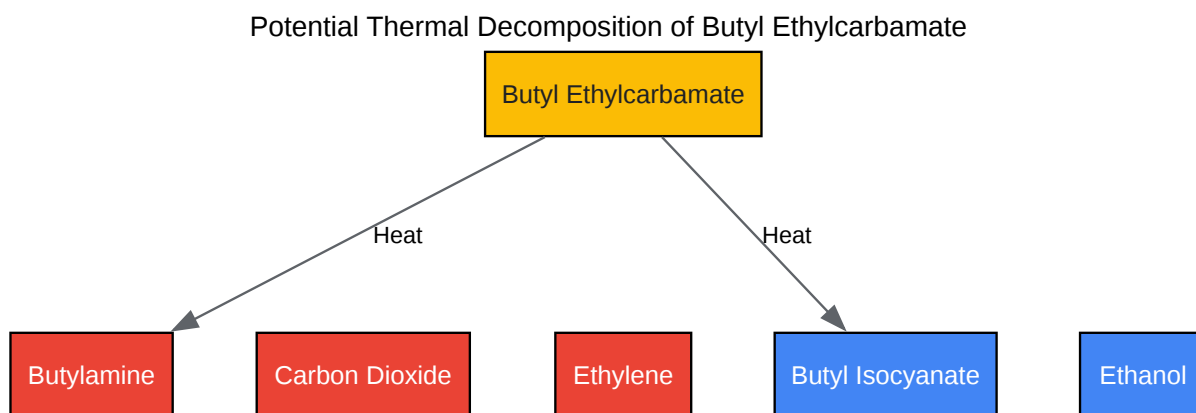 Potential Thermal Decomposition of Butyl Ethylcarbamate
Butyl Ethylcarbamate
Heat
Heat
Butylamine
Carbon Dioxide
Ethylene
Butyl Isocyanate
Ethanol